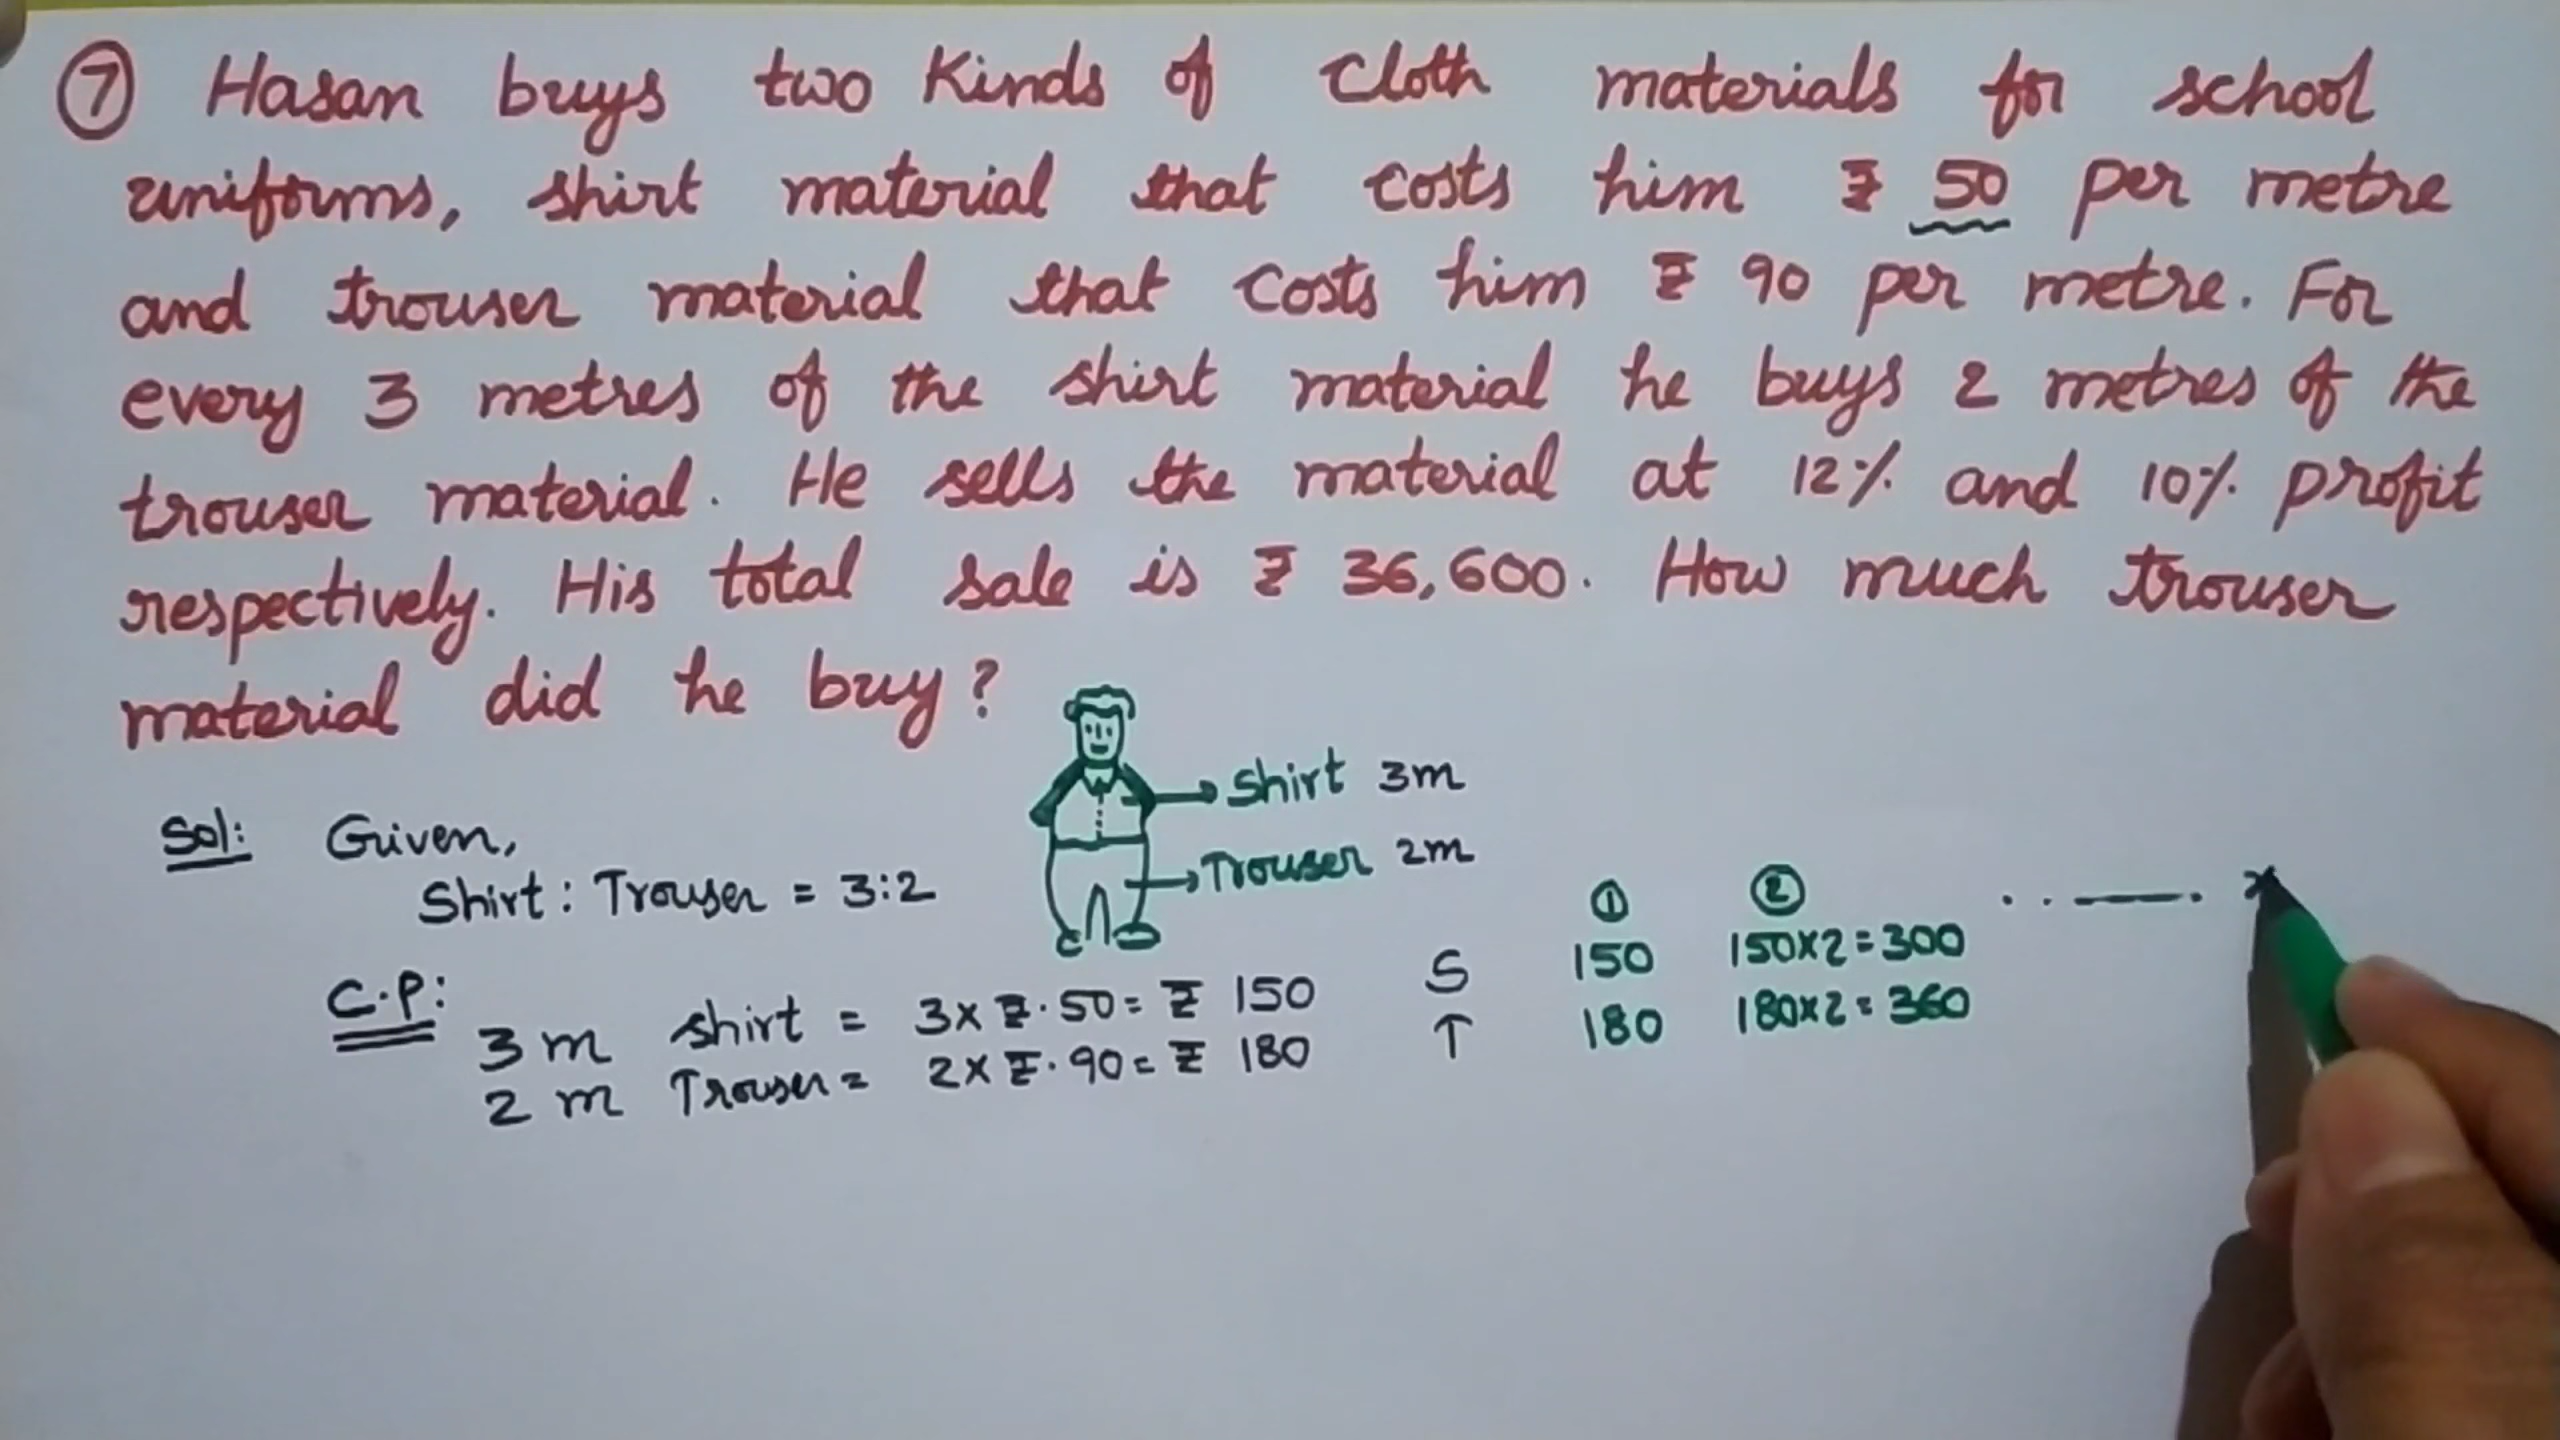 7 Hasan buys two kinds of cloth materials for school
uniforms, shirt material that costs him ₹ 50 per metre
and trouser material that costs him ₹ 90 per metre. For
every 3 metres of the shirt material he buys 2 metres of the
trouser material. He sells the material at 12% and 10% profit
respectively. His total sale is ₹ 36,600. How much trouser
material did he buy?
Shirt 3m
Trouser 2m
Sol: Given,
Shirt : Trouser = 3:2
C.P:
3 m shirt = 3 x ₹. 50 = ₹ 150
2 m Trouser = 2 x ₹. 90 = ₹ 180
1 2 . . —— .
S 150 150x2=300
T 180 180x2=360